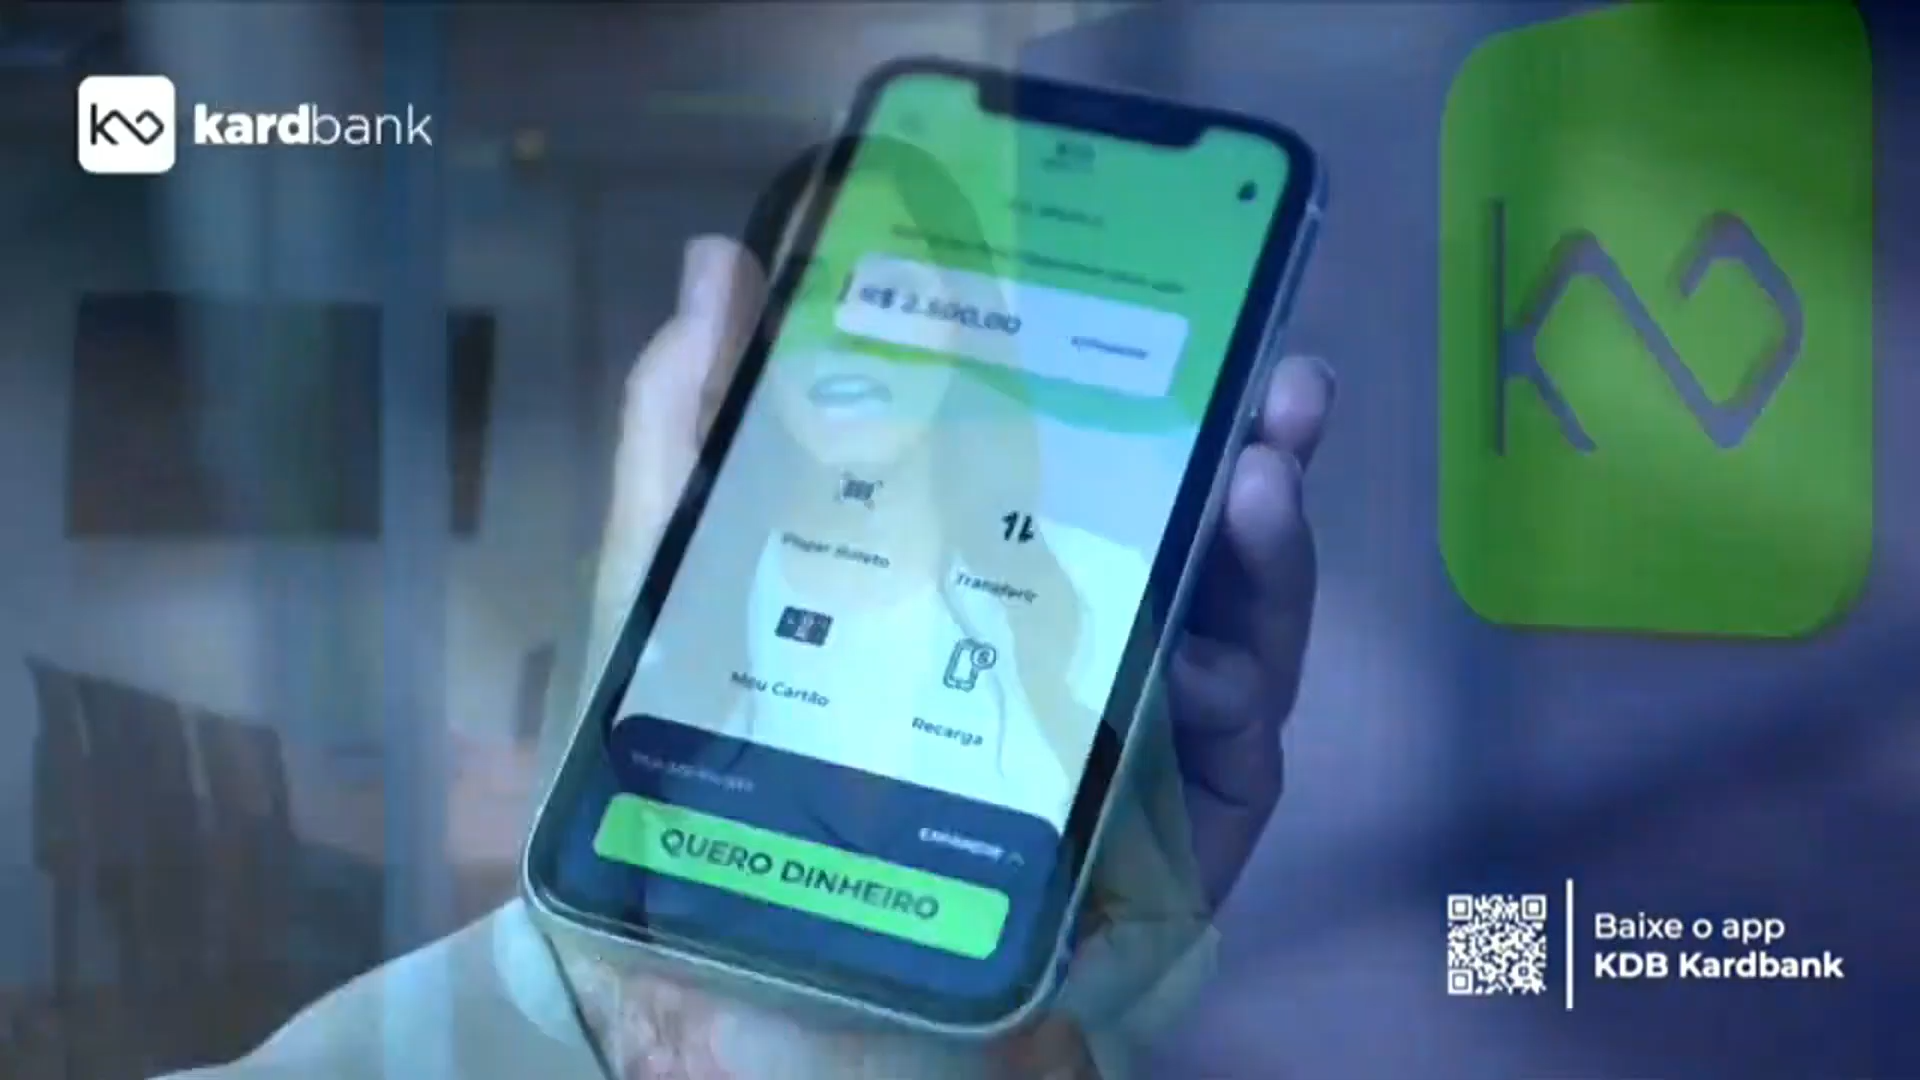 kardbank
R$ 2.500,00
Pagar Boleto
Transferir
Meu Cartão
Recarga
QUERO DINHEIRO
Baixe o app
KDB Kardbank